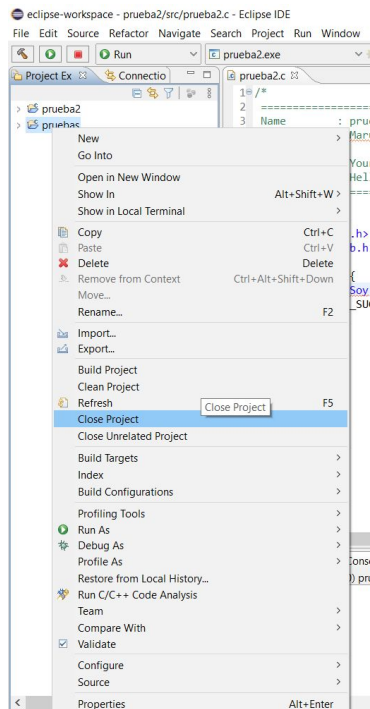 eclipse-workspace - prueba2/src/prueba2.c - Eclipse IDE
File Edit Source Refactor Navigate Search Project Run Window
Run
prueba2.exe
Project Ex
Connectio
prueba2.c
prueba2
pruebas
1 /*
2 ==================
3 Name : pru
Mar
You
Hel
===
.h>
b.h
{
Soy
_SU
New
Go Into
Open in New Window
Show In Alt+Shift+W
Show in Local Terminal
Copy Ctrl+C
Paste Ctrl+V
Delete Delete
Remove from Context Ctrl+Alt+Shift+Down
Move...
Rename... F2
Import...
Export...
Build Project
Clean Project
Refresh F5
Close Project
Close Project
Close Unrelated Project
Build Targets
Index
Build Configurations
Profiling Tools
Run As
Debug As
Profile As
Restore from Local History...
Run C/C++ Code Analysis
Team
Compare With
Validate
Configure
Source
Properties Alt+Enter
Cons
) pru